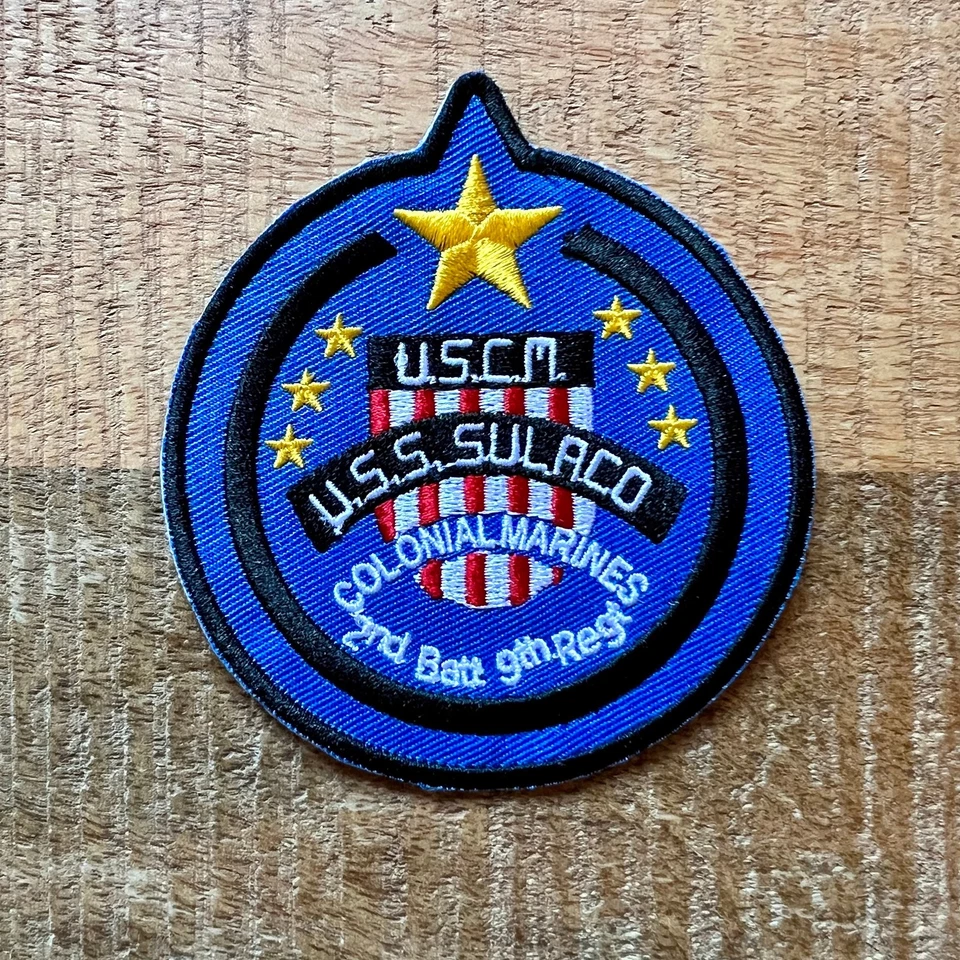 U.S.C.M.
U.S.S. SULACO
COLONIAL MARINES
2nd Batt 9th.Regt